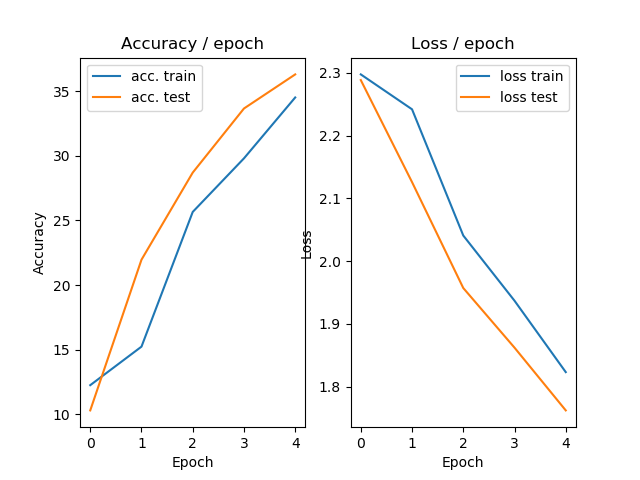 Accuracy / epoch
acc. train
acc. test
35
30
25
20
15
10
Accuracy
0 1 2 3 4
Epoch
Loss / epoch
loss train
loss test
2.3
2.2
2.1
2.0
1.9
1.8
Loss
0 1 2 3 4
Epoch